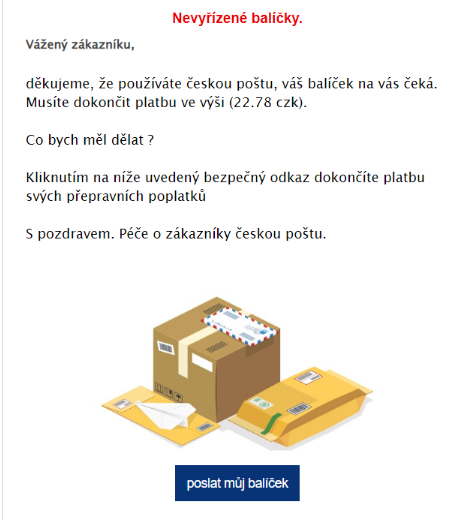 Nevyřízené balíčky.
Vážený zákazníku,
děkujeme, že používáte českou poštu, váš balíček na vás čeká.
Musíte dokončit platbu ve výši (22.78 czk).
Co bych měl dělat ?
Kliknutím na níže uvedený bezpečný odkaz dokončíte platbu
svých přepravních poplatků
S pozdravem. Péče o zákazníky českou poštu.
poslat můj balíček